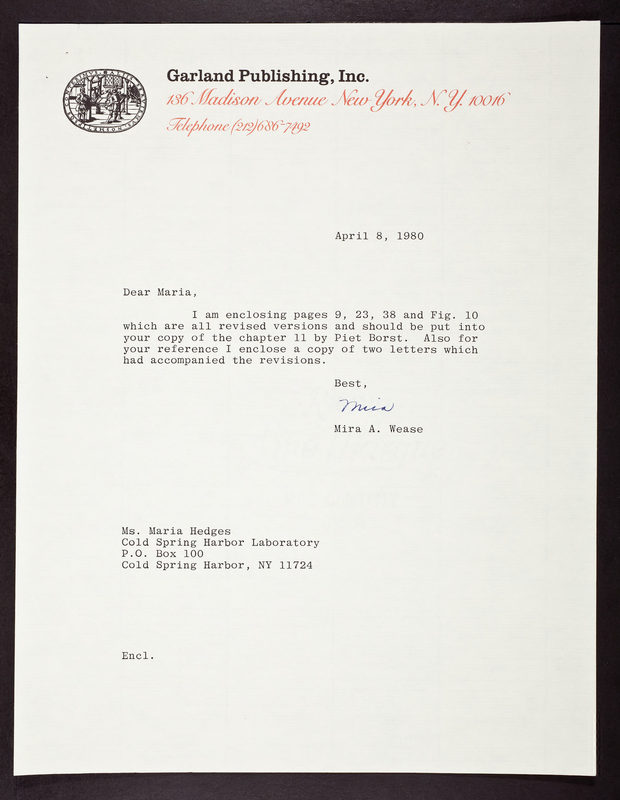 Garland Publishing, Inc.
136 Madison Avenue New York, N.Y. 10016
Telephone (212) 686-7492
April 8, 1980
Dear Maria,
I am enclosing pages 9, 23, 38 and Fig. 10
which are all revised versions and should be put into
your copy of the chapter 11 by Piet Borst. Also for
your reference I enclose a copy of two letters which
had accompanied the revisions.
Best,
Mira
Mira A. Wease
Ms. Maria Hedges
Cold Spring Harbor Laboratory
P.O. Box 100
Cold Spring Harbor, NY 11724
Encl.